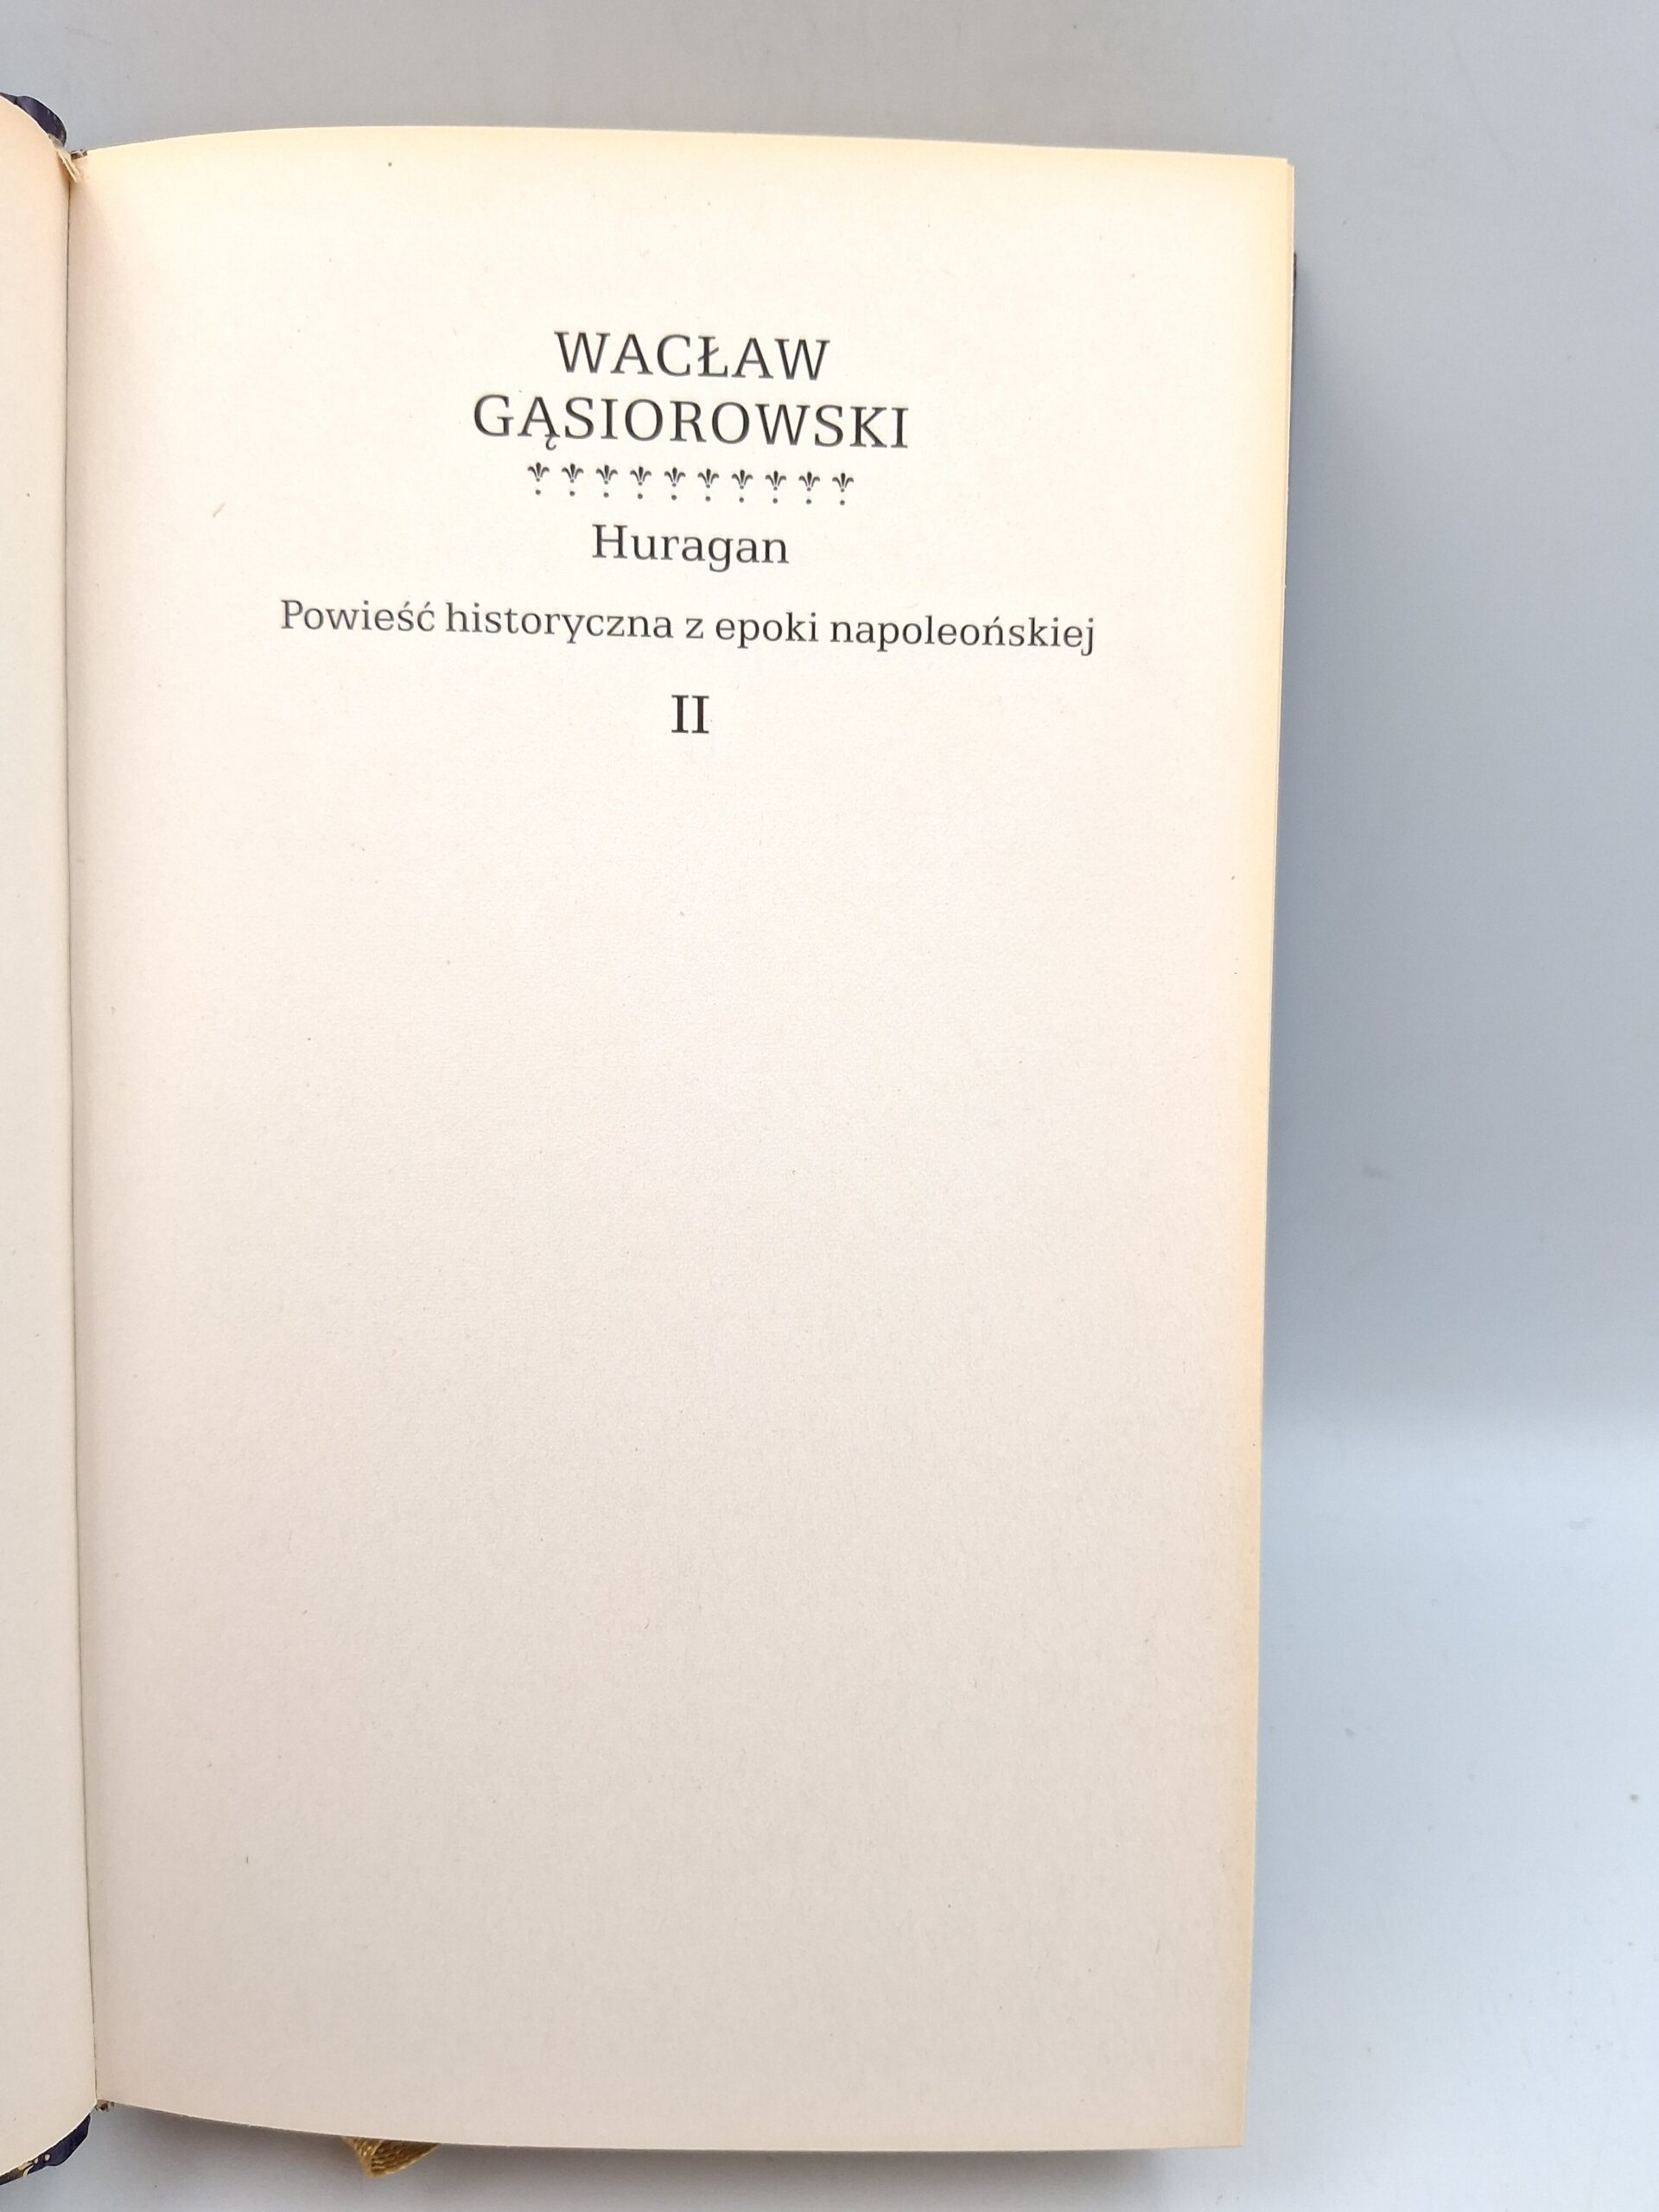 WACŁAW
GĄSIOROWSKI
Huragan
Powieść historyczna z epoki napoleońskiej
II